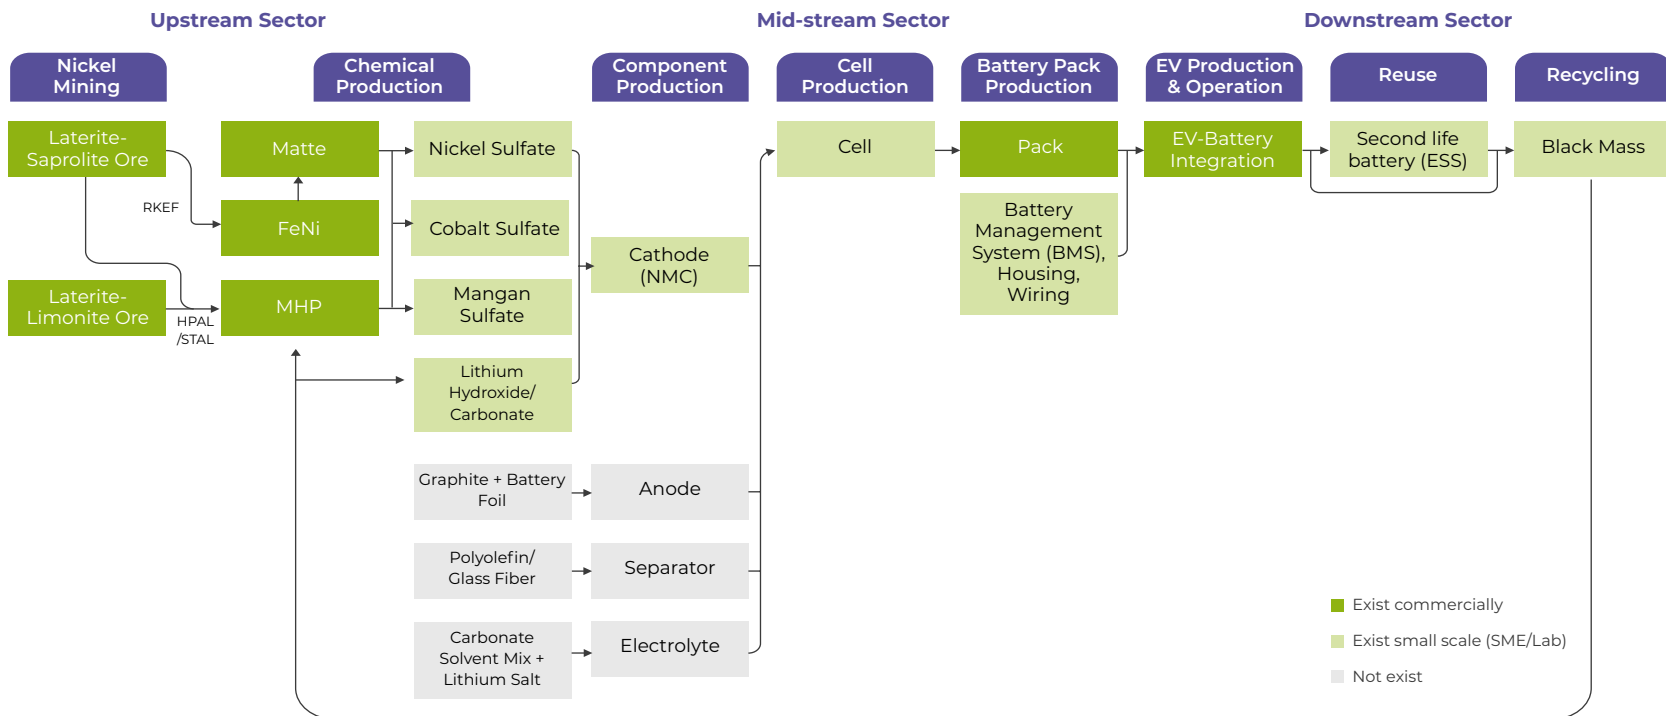 Upstream Sector
Mid-stream Sector
Downstream Sector
Nickel
Mining
Chemical
Production
Component
Production
Cell
Production
Battery Pack
Production
EV Production
& Operation
Reuse
Recycling
Laterite-
Saprolite Ore
Matte
Nickel Sulfate
Cell
Pack
EV-Battery
Integration
Second life
battery (ESS)
Black Mass
RKEF
FeNi
Cobalt Sulfate
Cathode
(NMC)
Battery
Management
System (BMS),
Housing,
Wiring
Laterite-
Limonite Ore
HPAL
/STAL
MHP
Mangan
Sulfate
Lithium
Hydroxide/
Carbonate
Graphite + Battery
Foil
Anode
Polyolefin/
Glass Fiber
Separator
Carbonate
Solvent Mix +
Lithium Salt
Electrolyte
Exist commercially
Exist small scale (SME/Lab)
Not exist